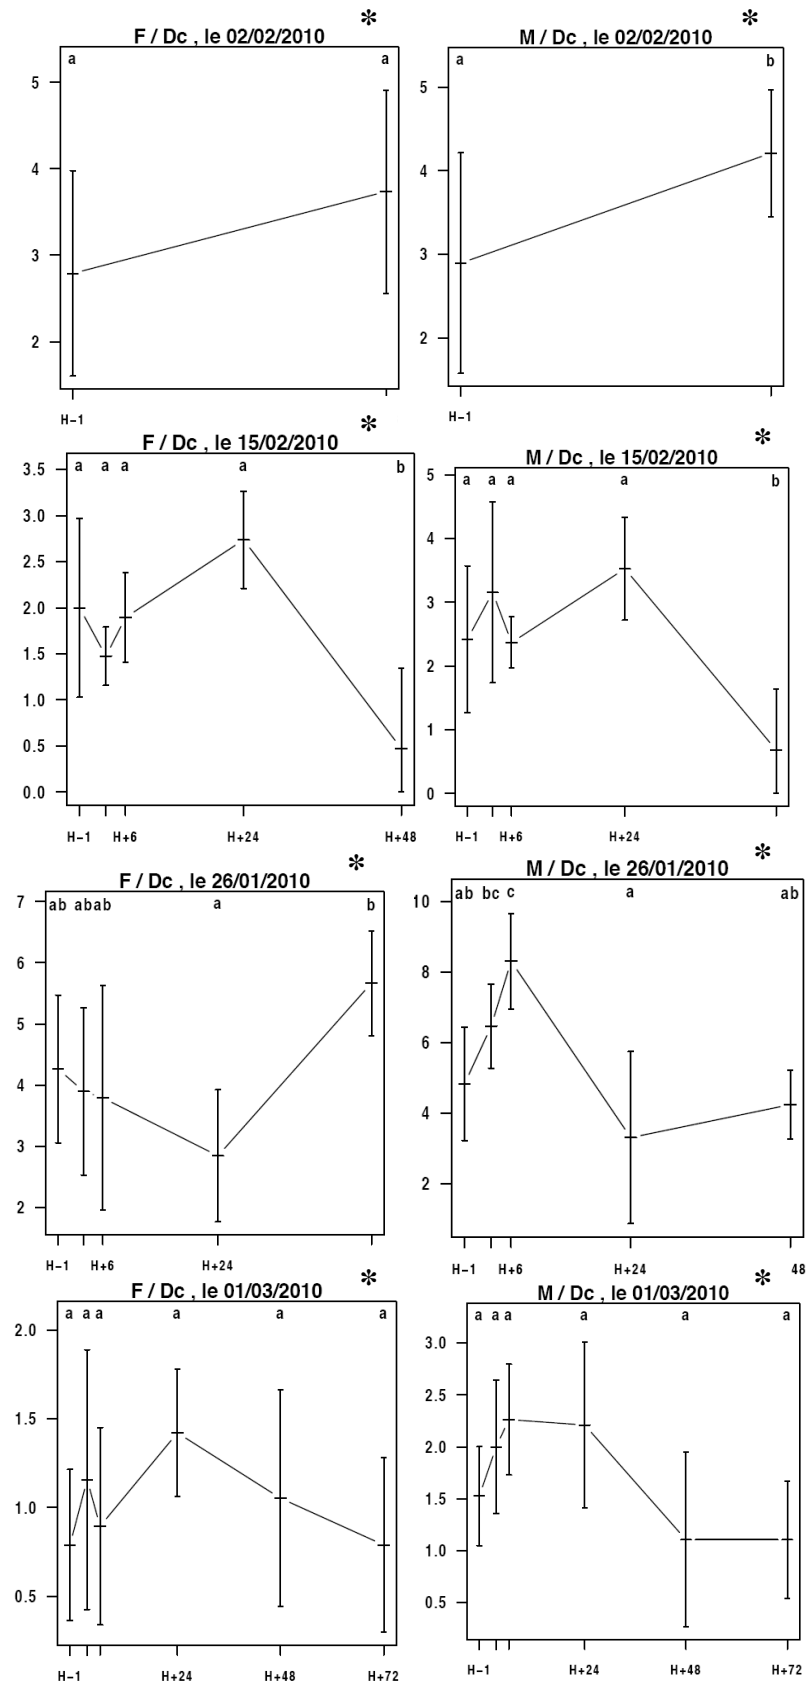 F / Dc , le 02/02/2010 *
a a
5
4
3
2
H−1
M / Dc , le 02/02/2010 *
a b
5
4
3
2
H−1
F / Dc , le 15/02/2010 *
a a a a b
3.5
3.0
2.5
2.0
1.5
1.0
0.5
0.0
H−1 H+6 H+24 H+48
M / Dc , le 15/02/2010 *
a a a a b
5
4
3
2
1
0
H−1 H+6 H+24
F / Dc , le 26/01/2010 *
ab ab ab a b
7
6
5
4
3
2
H−1 H+6 H+24
M / Dc , le 26/01/2010 *
ab bc c a ab
10
8
6
4
2
H−1 H+6 H+24 48
F / Dc , le 01/03/2010 *
a a a a a a
2.0
1.5
1.0
0.5
H−1 H+24 H+48 H+72
M / Dc , le 01/03/2010 *
a a a a a a
3.0
2.5
2.0
1.5
1.0
0.5
H−1 H+24 H+48 H+72